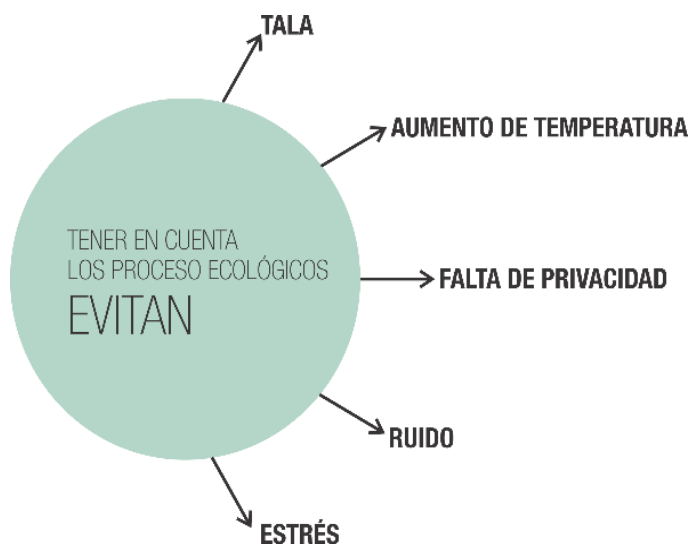 TALA
AUMENTO DE TEMPERATURA
TENER EN CUENTA
LOS PROCESO ECOLÓGICOS
EVITAN
FALTA DE PRIVACIDAD
RUIDO
ESTRÉS